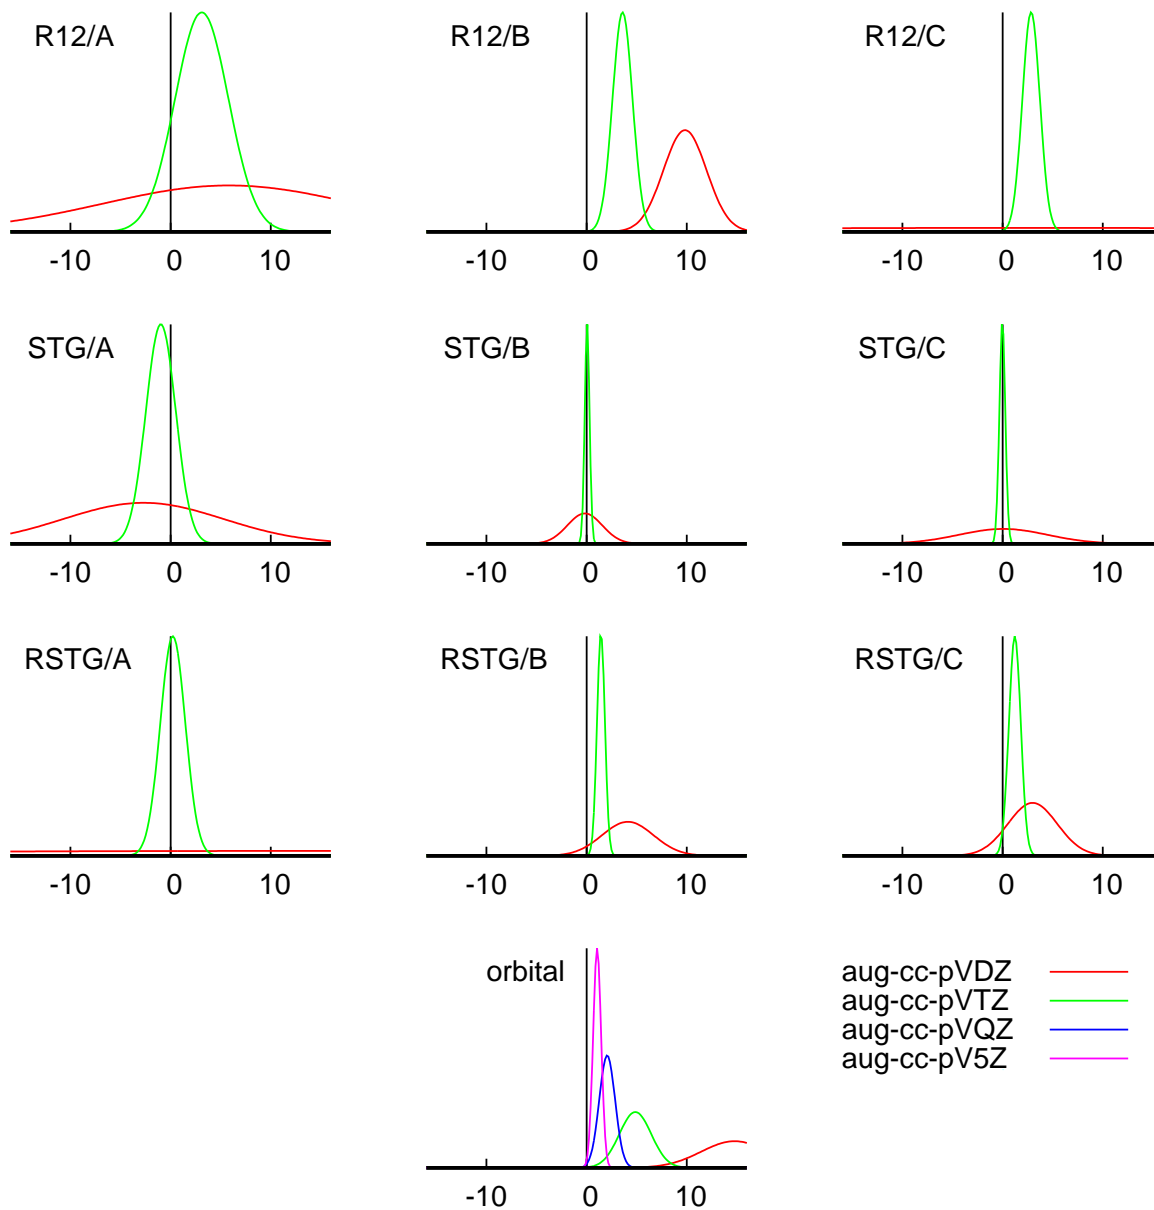 R12/A
R12/B
R12/C
-10 0 10
-10 0 10
-10 0 10
STG/A
STG/B
STG/C
-10 0 10
-10 0 10
-10 0 10
RSTG/A
RSTG/B
RSTG/C
-10 0 10
-10 0 10
-10 0 10
orbital
-10 0 10
aug-cc-pVDZ
aug-cc-pVTZ
aug-cc-pVQZ
aug-cc-pV5Z